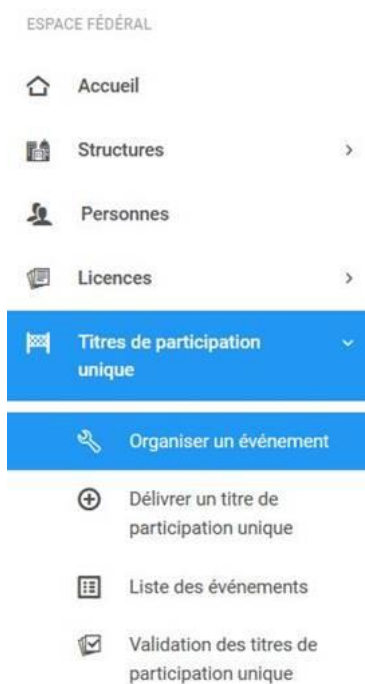 ESPACE FÉDÉRAL
Accueil
Structures
Personnes
Licences
Titres de participation
unique
Organiser un événement
Délivrer un titre de
participation unique
Liste des événements
Validation des titres de
participation unique